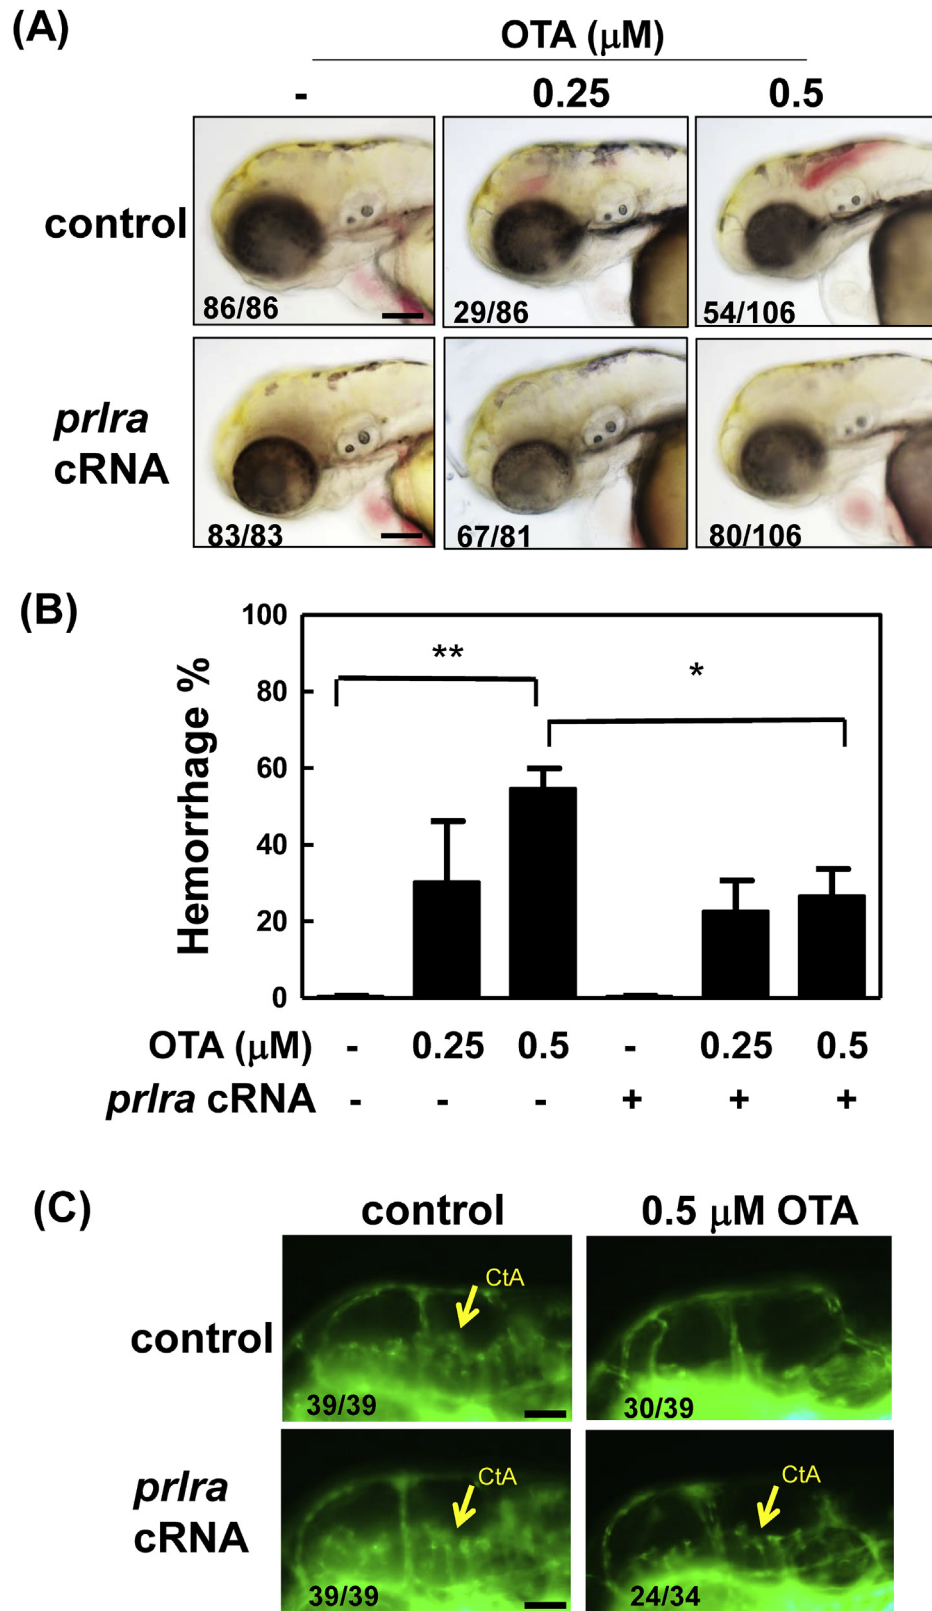 (A)
OTA (μM)
- 0.25 0.5
control
86/86 29/86 54/106
prlra
cRNA
83/83 67/81 80/106
(B)
Hemorrhage %
100
80
60
40
20
0
** *
OTA (μM) - 0.25 0.5 - 0.25 0.5
prlra cRNA - - - + + +
(C)
control 0.5 μM OTA
control
CtA
39/39 30/39
prlra
cRNA
CtA CtA
39/39 24/34